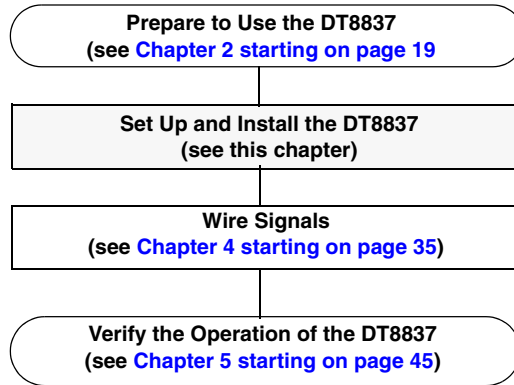 Prepare to Use the DT8837
(see Chapter 2 starting on page 19
Set Up and Install the DT8837
(see this chapter)
Wire Signals
(see Chapter 4 starting on page 35)
Verify the Operation of the DT8837
(see Chapter 5 starting on page 45)